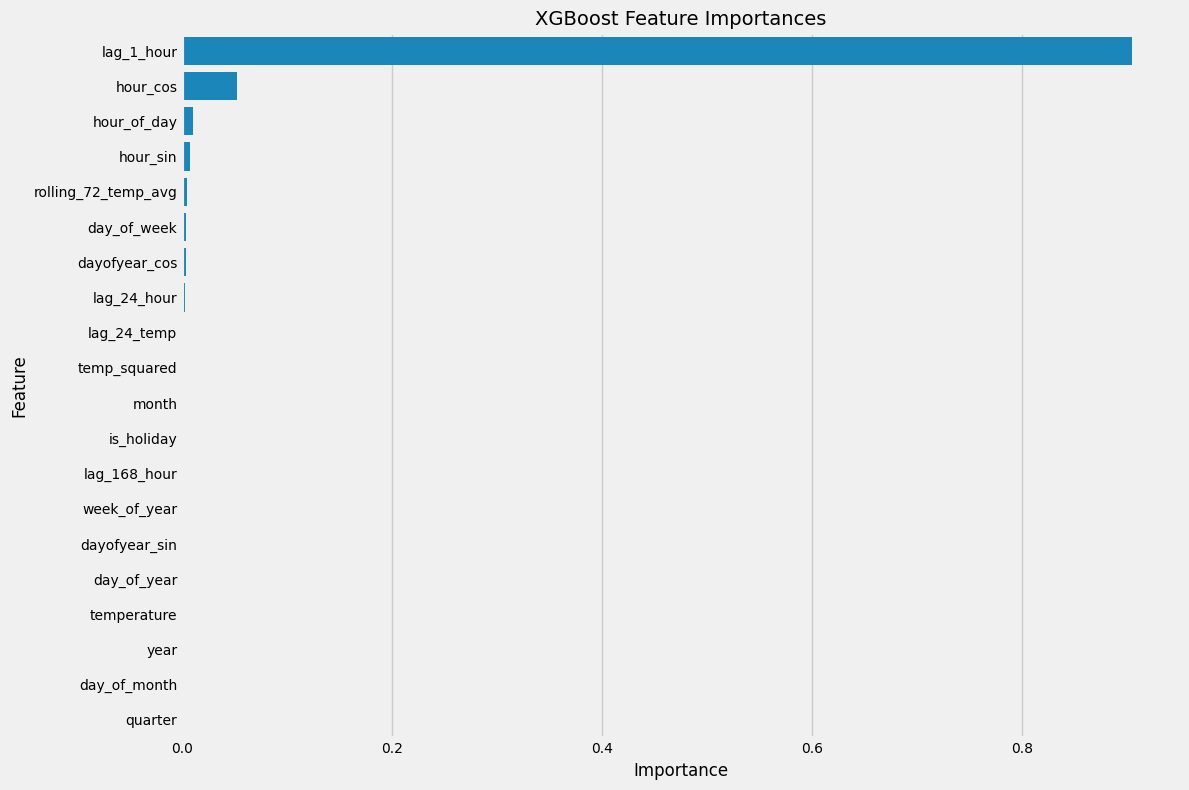 XGBoost Feature Importances
Feature
lag_1_hour
hour_cos
hour_of_day
hour_sin
rolling_72_temp_avg
day_of_week
dayofyear_cos
lag_24_hour
lag_24_temp
temp_squared
month
is_holiday
lag_168_hour
week_of_year
dayofyear_sin
day_of_year
temperature
year
day_of_month
quarter
0.0 0.2 0.4 0.6 0.8
Importance